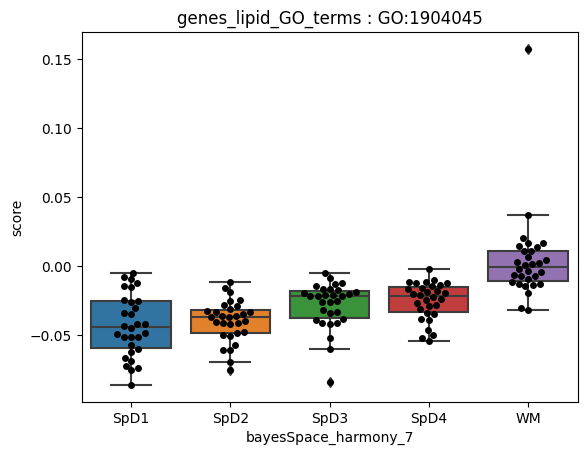 genes_lipid_GO_terms : GO:1904045
0.15
0.10
0.05
0.00
−0.05
score
SpD1 SpD2 SpD3 SpD4 WM
bayesSpace_harmony_7